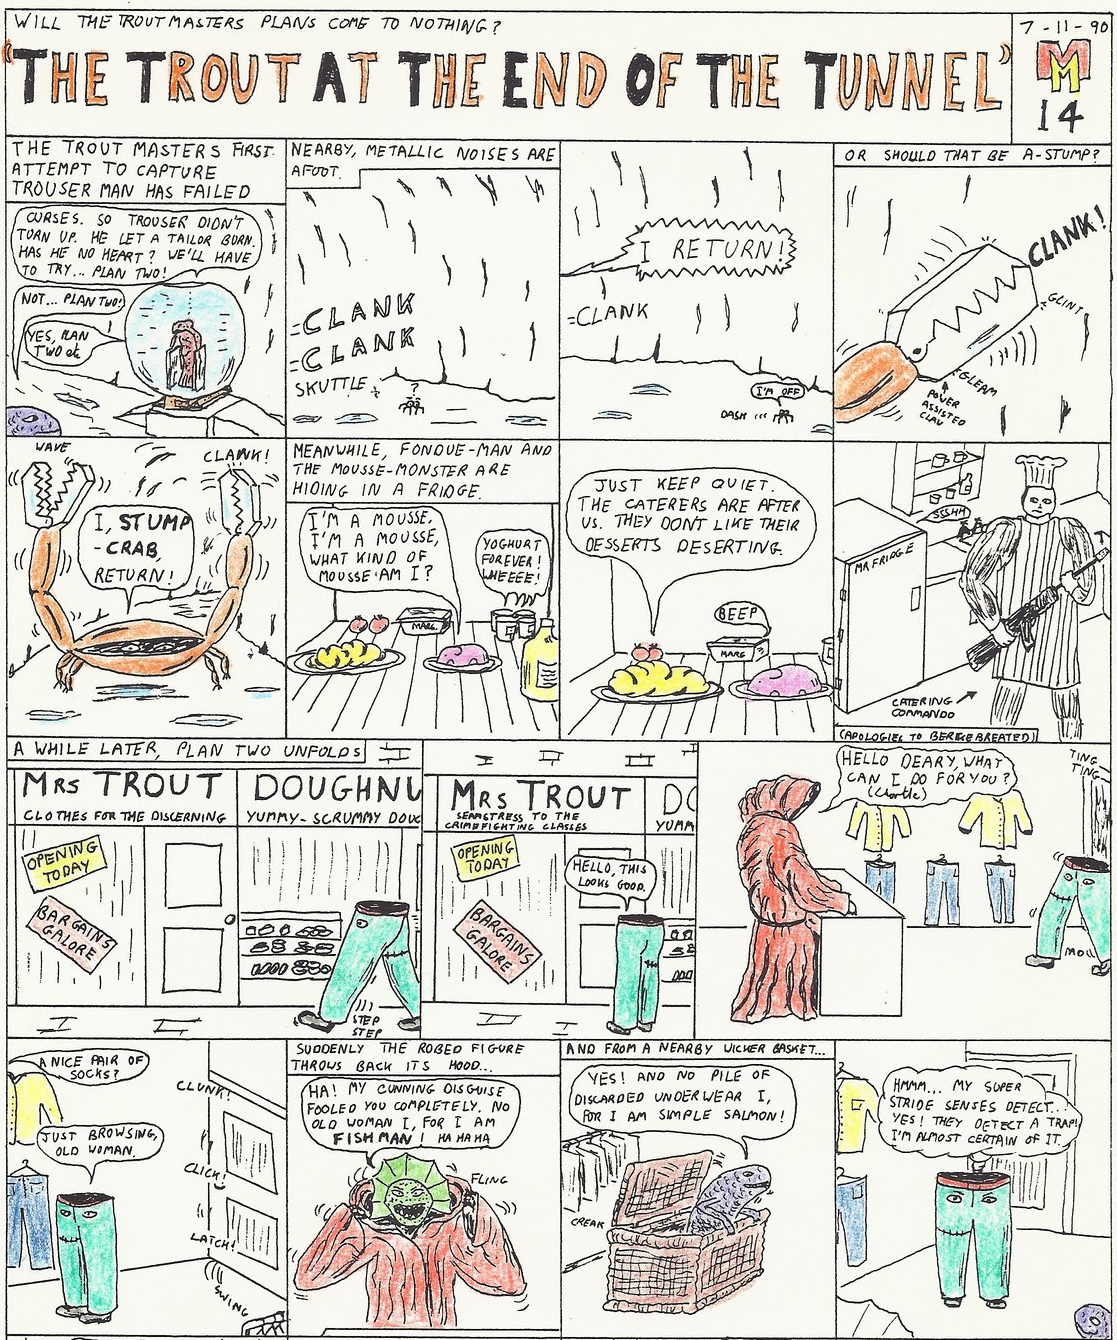 WILL THE TROUTMASTERS PLANS COME TO NOTHING?
"THE TROUT AT THE END OF THE TUNNEL"
7-11-90
MM
14
THE TROUT MASTERS FIRST
ATTEMPT TO CAPTURE
TROUSER MAN HAS FAILED
CURSES. SO TROUSER DIDN'T
TURN UP. HE LET A TAILOR BURN.
HAS HE NO HEART? WE'LL HAVE
TO TRY... PLAN TWO!
NOT... PLAN TWO!
YES, PLAN
TWO ok
NEARBY, METALLIC NOISES ARE
AFOOT.
CLANK
CLANK
SKUTTLE
?
I RETURN!
CLANK
I'M OFF
DASH
OR SHOULD THAT BE A-STUMP?
CLANK!
GLINT
GLEAM
POWER
ASSISTED
CLAW
WAVE
CLANK!
I, STUMP
-CRAB,
RETURN!
MEANWHILE, FONDUE-MAN AND
THE MOUSSE-MONSTER ARE
HIDING IN A FRIDGE.
I'M A MOUSSE,
I'M A MOUSSE,
WHAT KIND OF
MOUSSE AM I?
YOGHURT
FOREVER!
WHEEEE!
MARG.
JUST KEEP QUIET.
THE CATERERS ARE AFTER
US. THEY DON'T LIKE THEIR
DESSERTS DESERTING.
BEEP
MARG
SSSHH
MR FRIDGE
CATERING
COMMANDO
(APOLOGIES TO
A WHILE LATER, PLAN TWO UNFOLDS
MRS TROUT
CLOTHES FOR THE DISCERNING
DOUGHNU
YUMMY-SCRUMMY DOUG
OPENING
TODAY
BARGAINS
GALORE
STEP
STEP
MRS TROUT
SEAMSTRESS TO THE
CRIMEFIGHTING CLASSES
DO
YUMM
OPENING
TODAY
HELLO, THIS
LOOKS GOOD.
BARGAINS
GALORE
HELLO DEARY, WHAT
CAN I DO FOR YOU?
(Chortle)
TING
TING
A NICE PAIR OF
SOCKS?
JUST BROWSING,
OLD WOMAN.
CLUNK!
CLICK!
LATCH!
SWING
SUDDENLY THE ROBED FIGURE
THROWS BACK ITS HOOD...
HA! MY CUNNING DISGUISE
FOOLED YOU COMPLETELY. NO
OLD WOMAN I, FOR I AM
FISHMAN! HA HA HA
FLING
AND FROM A NEARBY WICKER BASKET...
YES! AND NO PILE OF
DISCARDED UNDERWEAR I,
FOR I AM SIMPLE SALMON!
CREAK
HMMM... MY SUPER
STRIDE SENSES DETECT...
YES! THEY DETECT A TRAP!
I'M ALMOST CERTAIN OF IT.